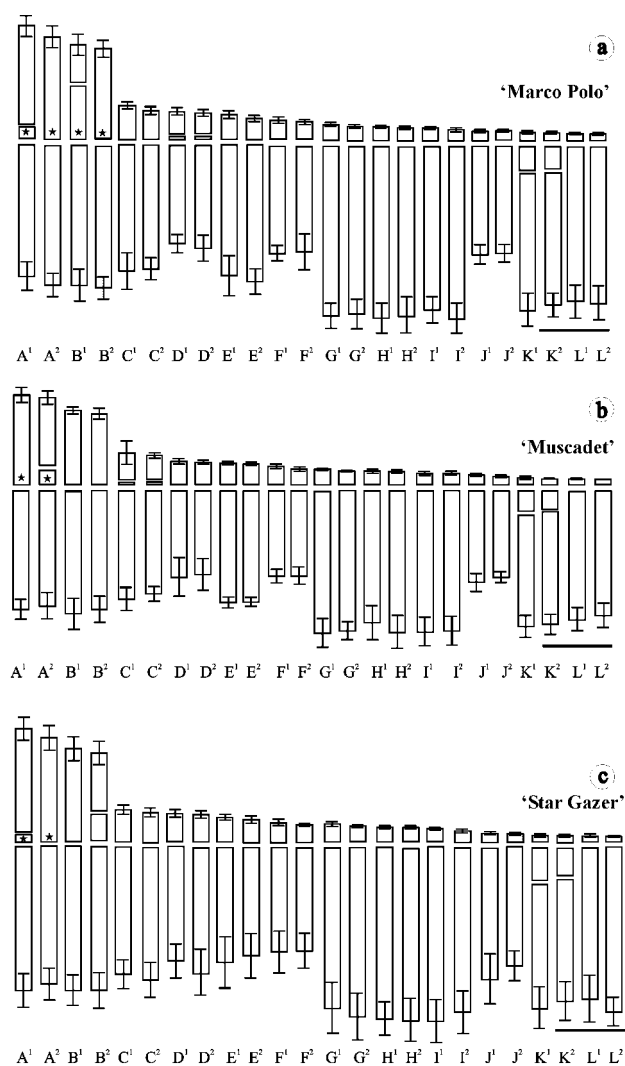 a
‘Marco Polo’
A¹ A² B¹ B² C¹ C² D¹ D² E¹ E² F¹ F² G¹ G² H¹ H² I¹ I² J¹ J² K¹ K² L¹ L²
b
‘Muscadet’
A¹ A² B¹ B² C¹ C² D¹ D² E¹ E² F¹ F² G¹ G² H¹ H² I¹ I² J¹ J² K¹ K² L¹ L²
c
‘Star Gazer’
A¹ A² B¹ B² C¹ C² D¹ D² E¹ E² F¹ F² G¹ G² H¹ H² I¹ I² J¹ J² K¹ K² L¹ L²